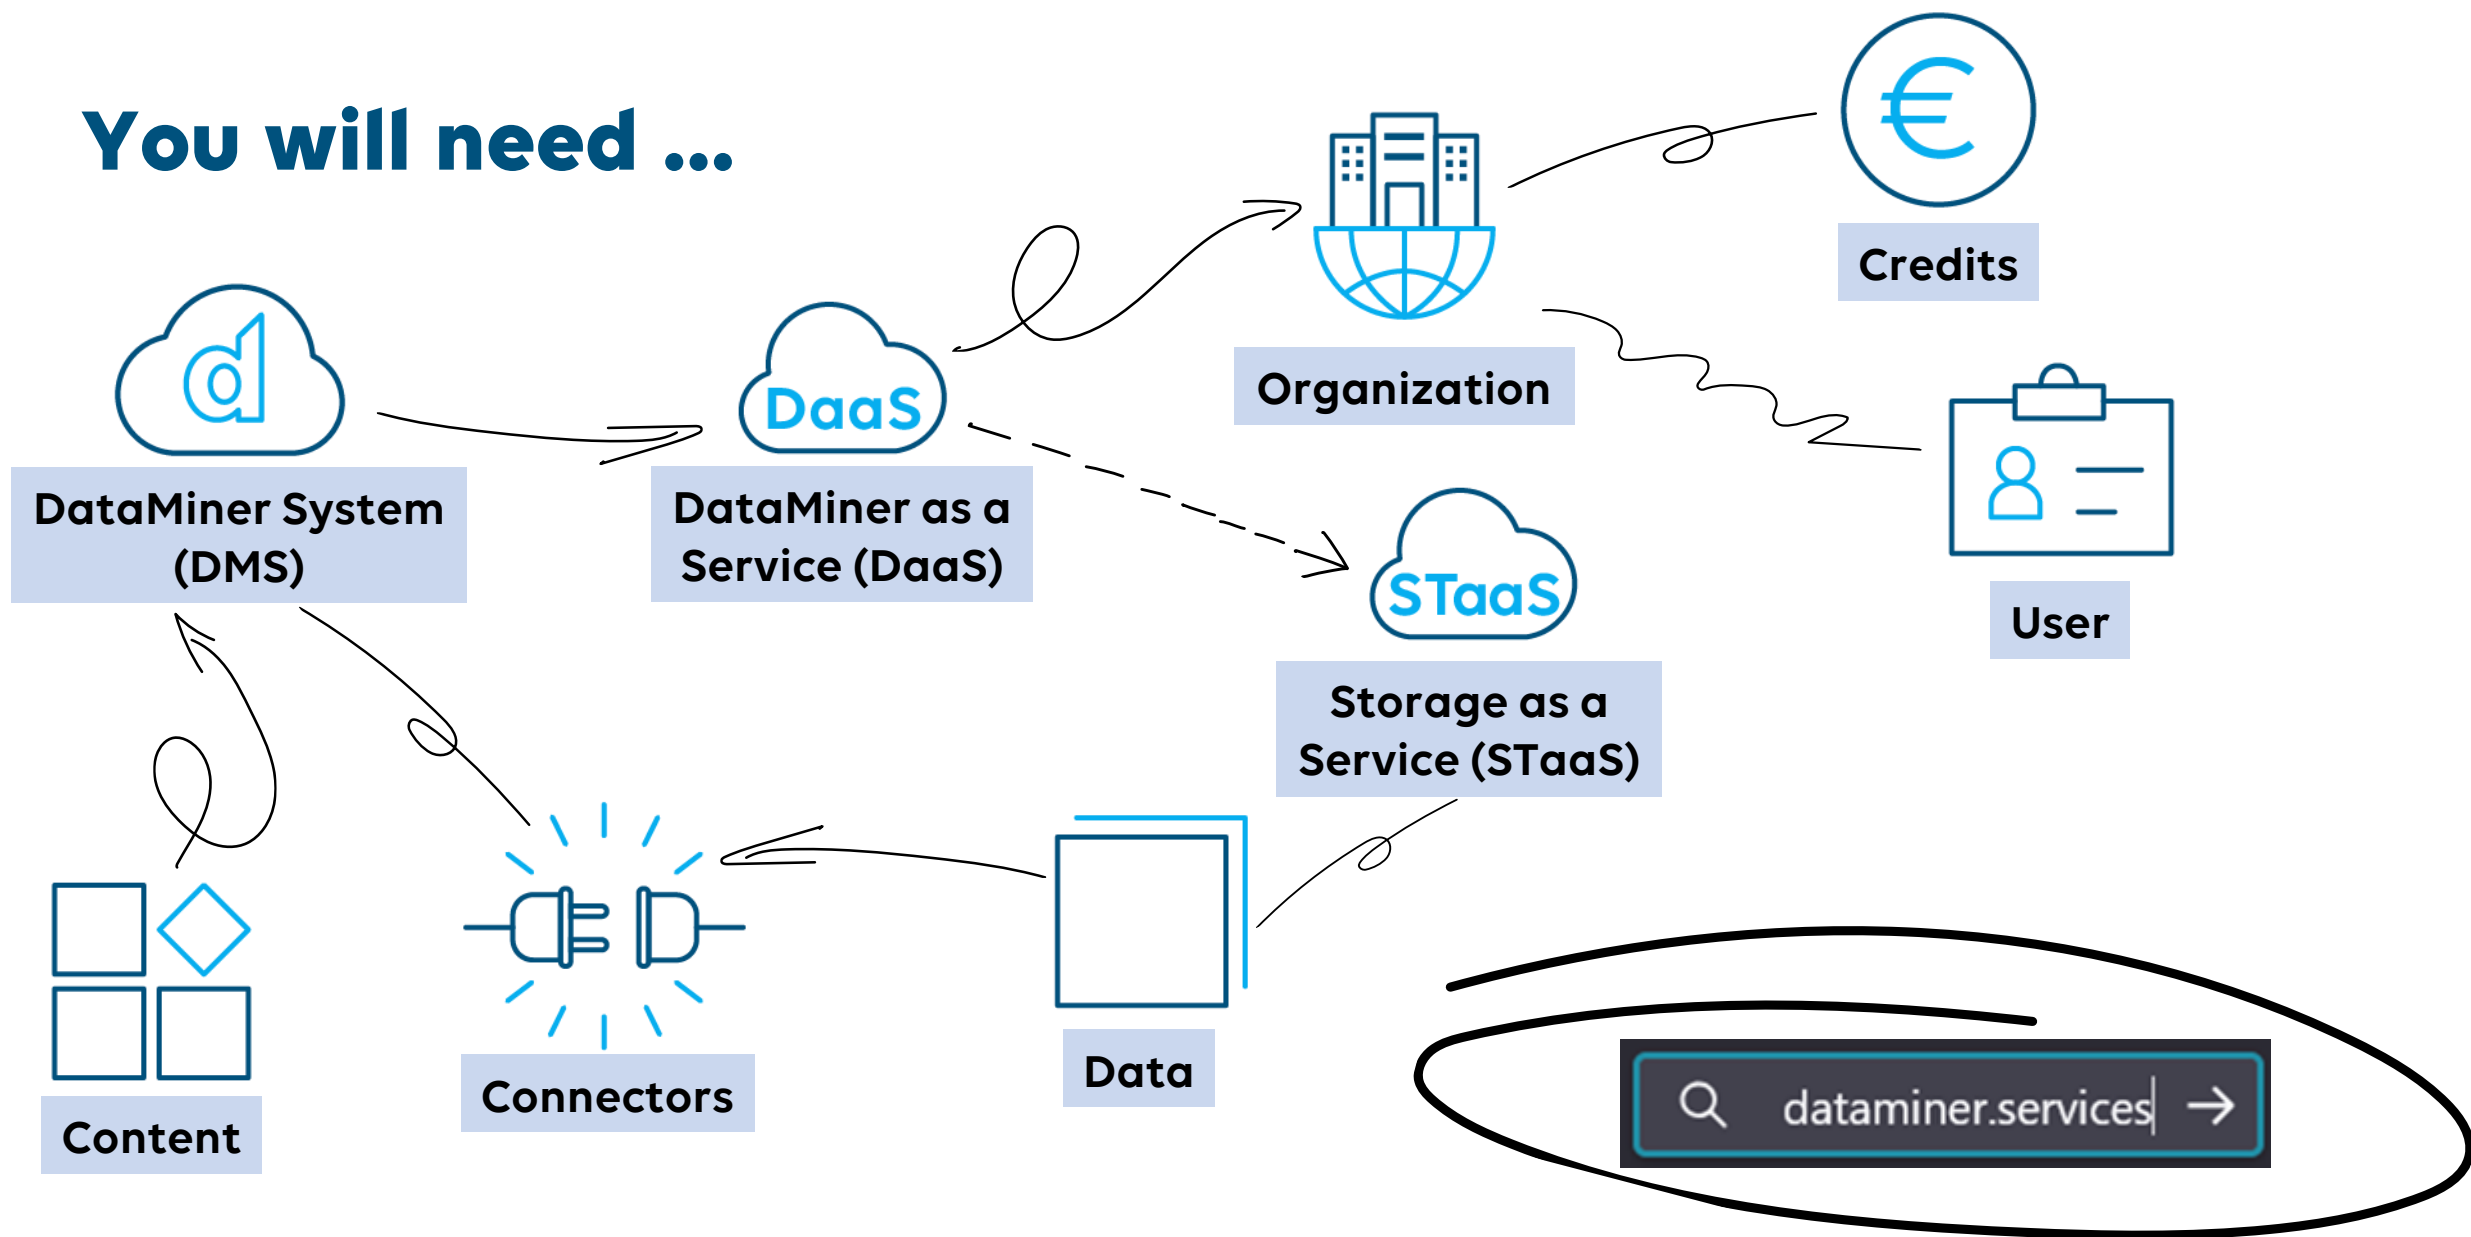 You will need ...
€
Credits
Organization
d
DataMiner System
(DMS)
DaaS
DataMiner as a
Service (DaaS)
STaaS
Storage as a
Service (STaaS)
User
Content
Connectors
Data
dataminer.services